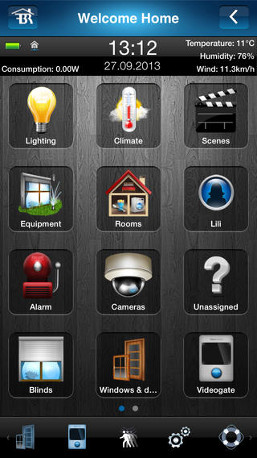 BR
Welcome Home
13:12
27.09.2013
Consumption: 0.00W
Temperature: 11°C
Humidity: 76%
Wind: 11.3km/h
Lighting
Climate
Scenes
Equipment
Rooms
Lili
Alarm
Cameras
Unassigned
Blinds
Windows & d...
Videogate